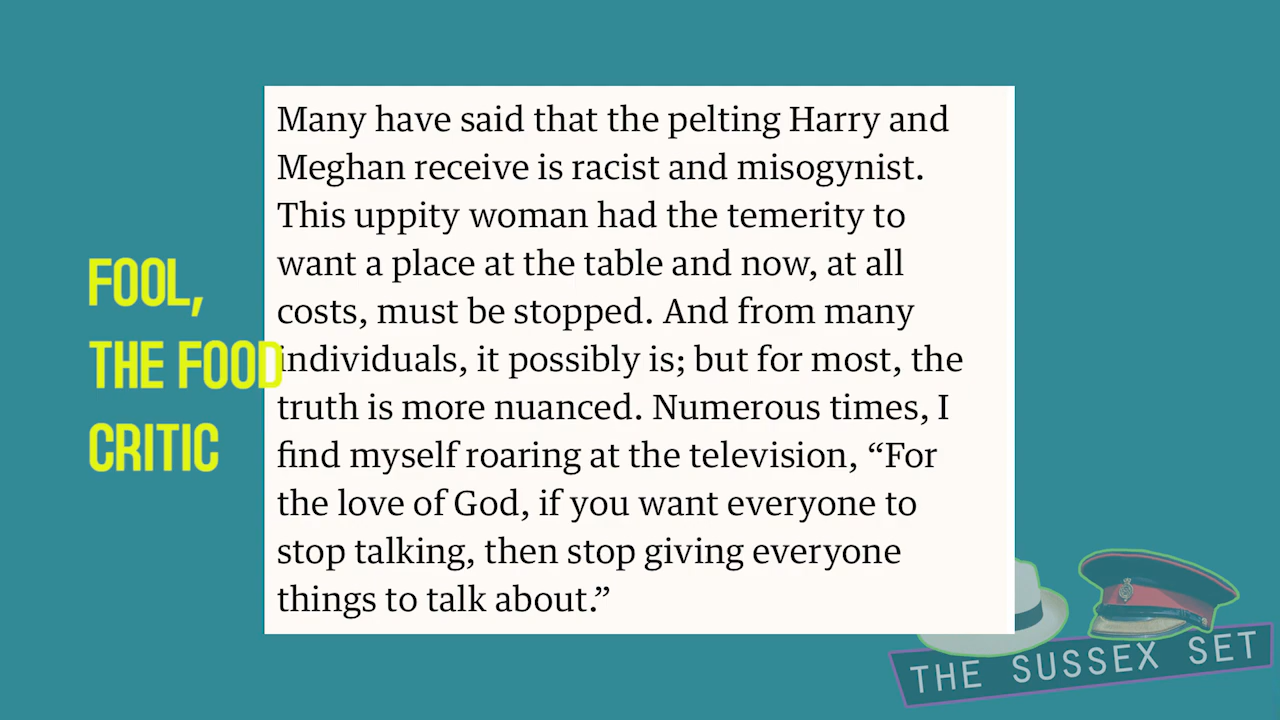 Many have said that the pelting Harry and
Meghan receive is racist and misogynist.
This uppity woman had the temerity to
want a place at the table and now, at all
costs, must be stopped. And from many
individuals, it possibly is; but for most, the
truth is more nuanced. Numerous times, I
find myself roaring at the television, “For
the love of God, if you want everyone to
stop talking, then stop giving everyone
things to talk about.”
FOOL,
THE FOOD
CRITIC
THE SUSSEX SET